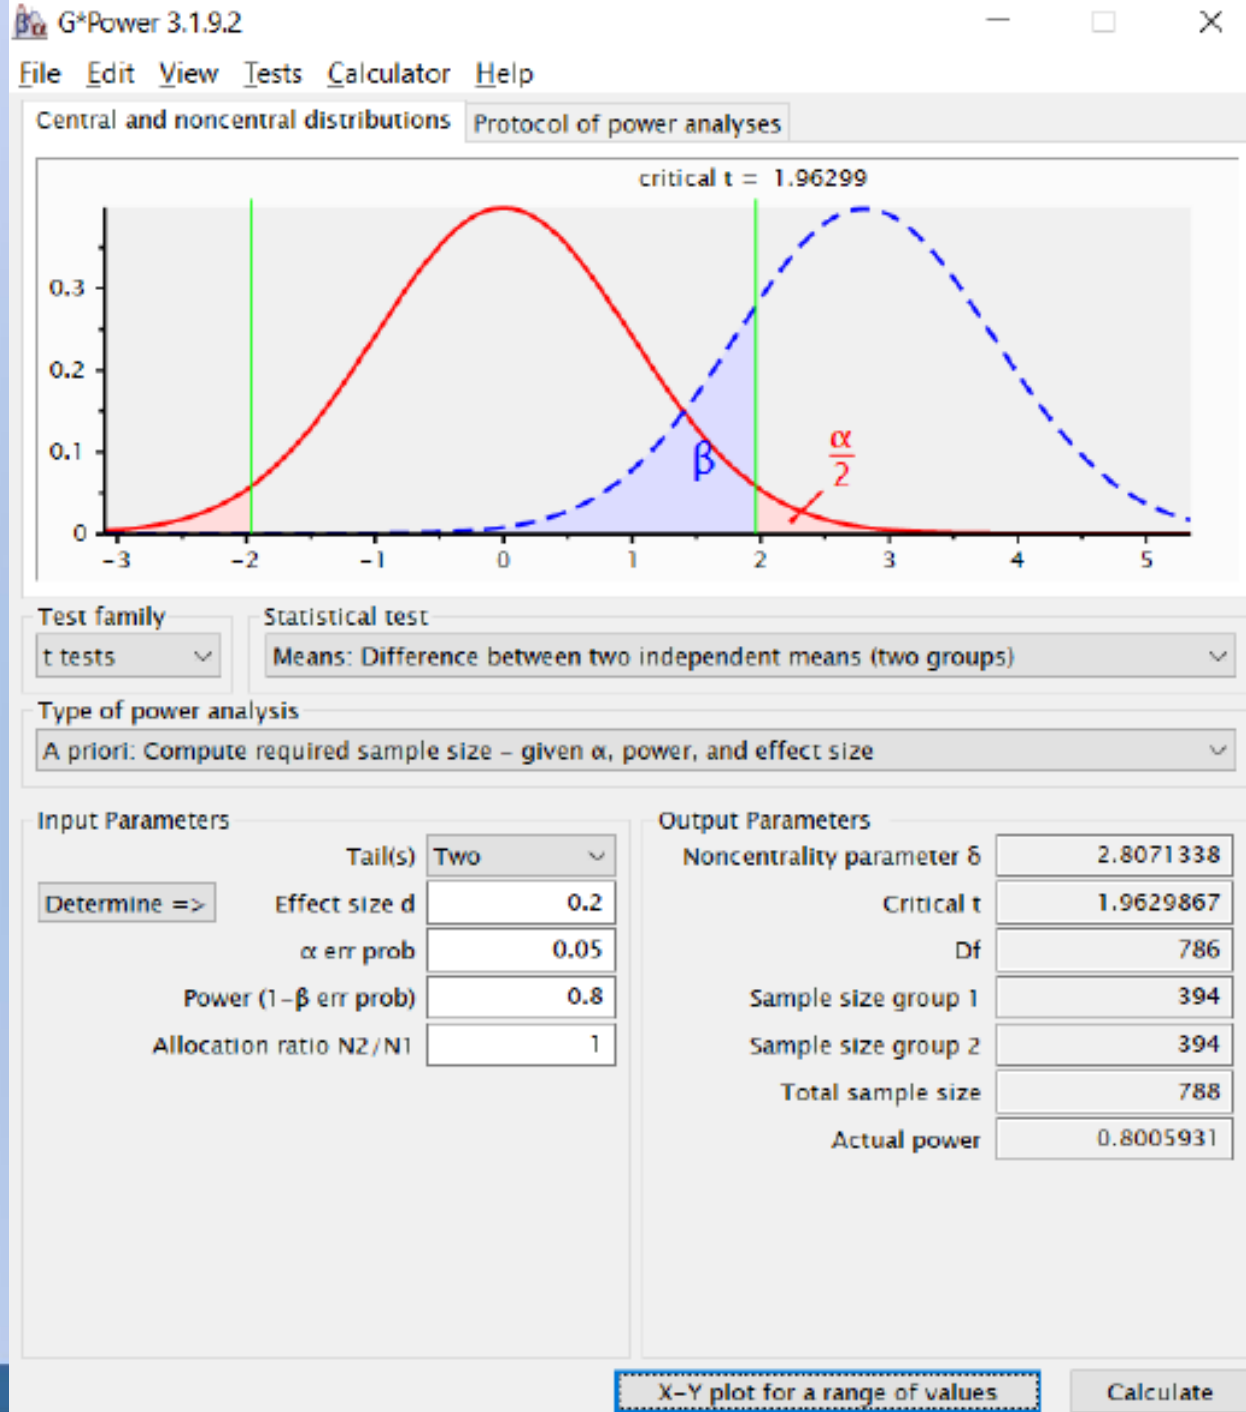 G*Power 3.1.9.2
File Edit View Tests Calculator Help
Central and noncentral distributions Protocol of power analyses
critical t = 1.96299
0.3
0.2
0.1
0
β
α
2
-3 -2 -1 0 1 2 3 4 5
Test family Statistical test
t tests Means: Difference between two independent means (two groups)
Type of power analysis
A priori: Compute required sample size – given α, power, and effect size
Input Parameters Output Parameters
Tail(s) Two Noncentrality parameter δ 2.8071338
Determine => Effect size d 0.2 Critical t 1.9629867
α err prob 0.05 Df 786
Power (1–β err prob) 0.8 Sample size group 1 394
Allocation ratio N2/N1 1 Sample size group 2 394
Total sample size 788
Actual power 0.8005931
X–Y plot for a range of values Calculate